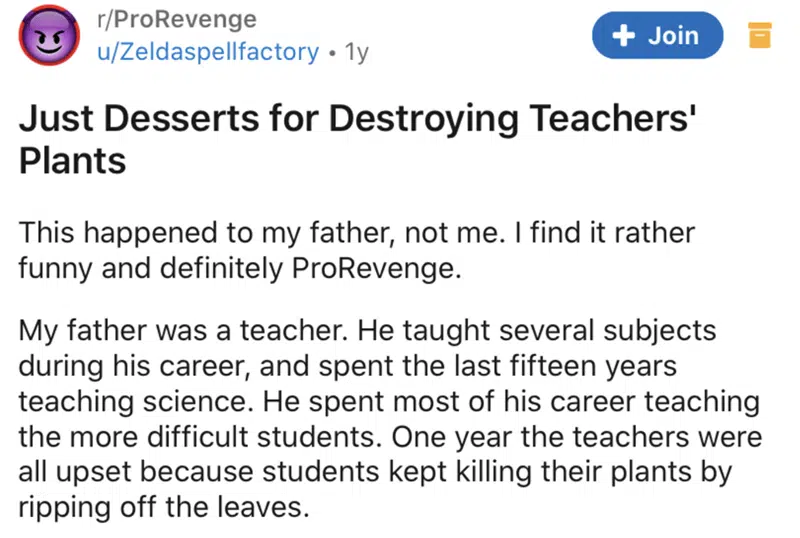 r/ProRevenge
u/Zeldaspellfactory • 1y
+ Join
Just Desserts for Destroying Teachers'
Plants
This happened to my father, not me. I find it rather
funny and definitely ProRevenge.
My father was a teacher. He taught several subjects
during his career, and spent the last fifteen years
teaching science. He spent most of his career teaching
the more difficult students. One year the teachers were
all upset because students kept killing their plants by
ripping off the leaves.